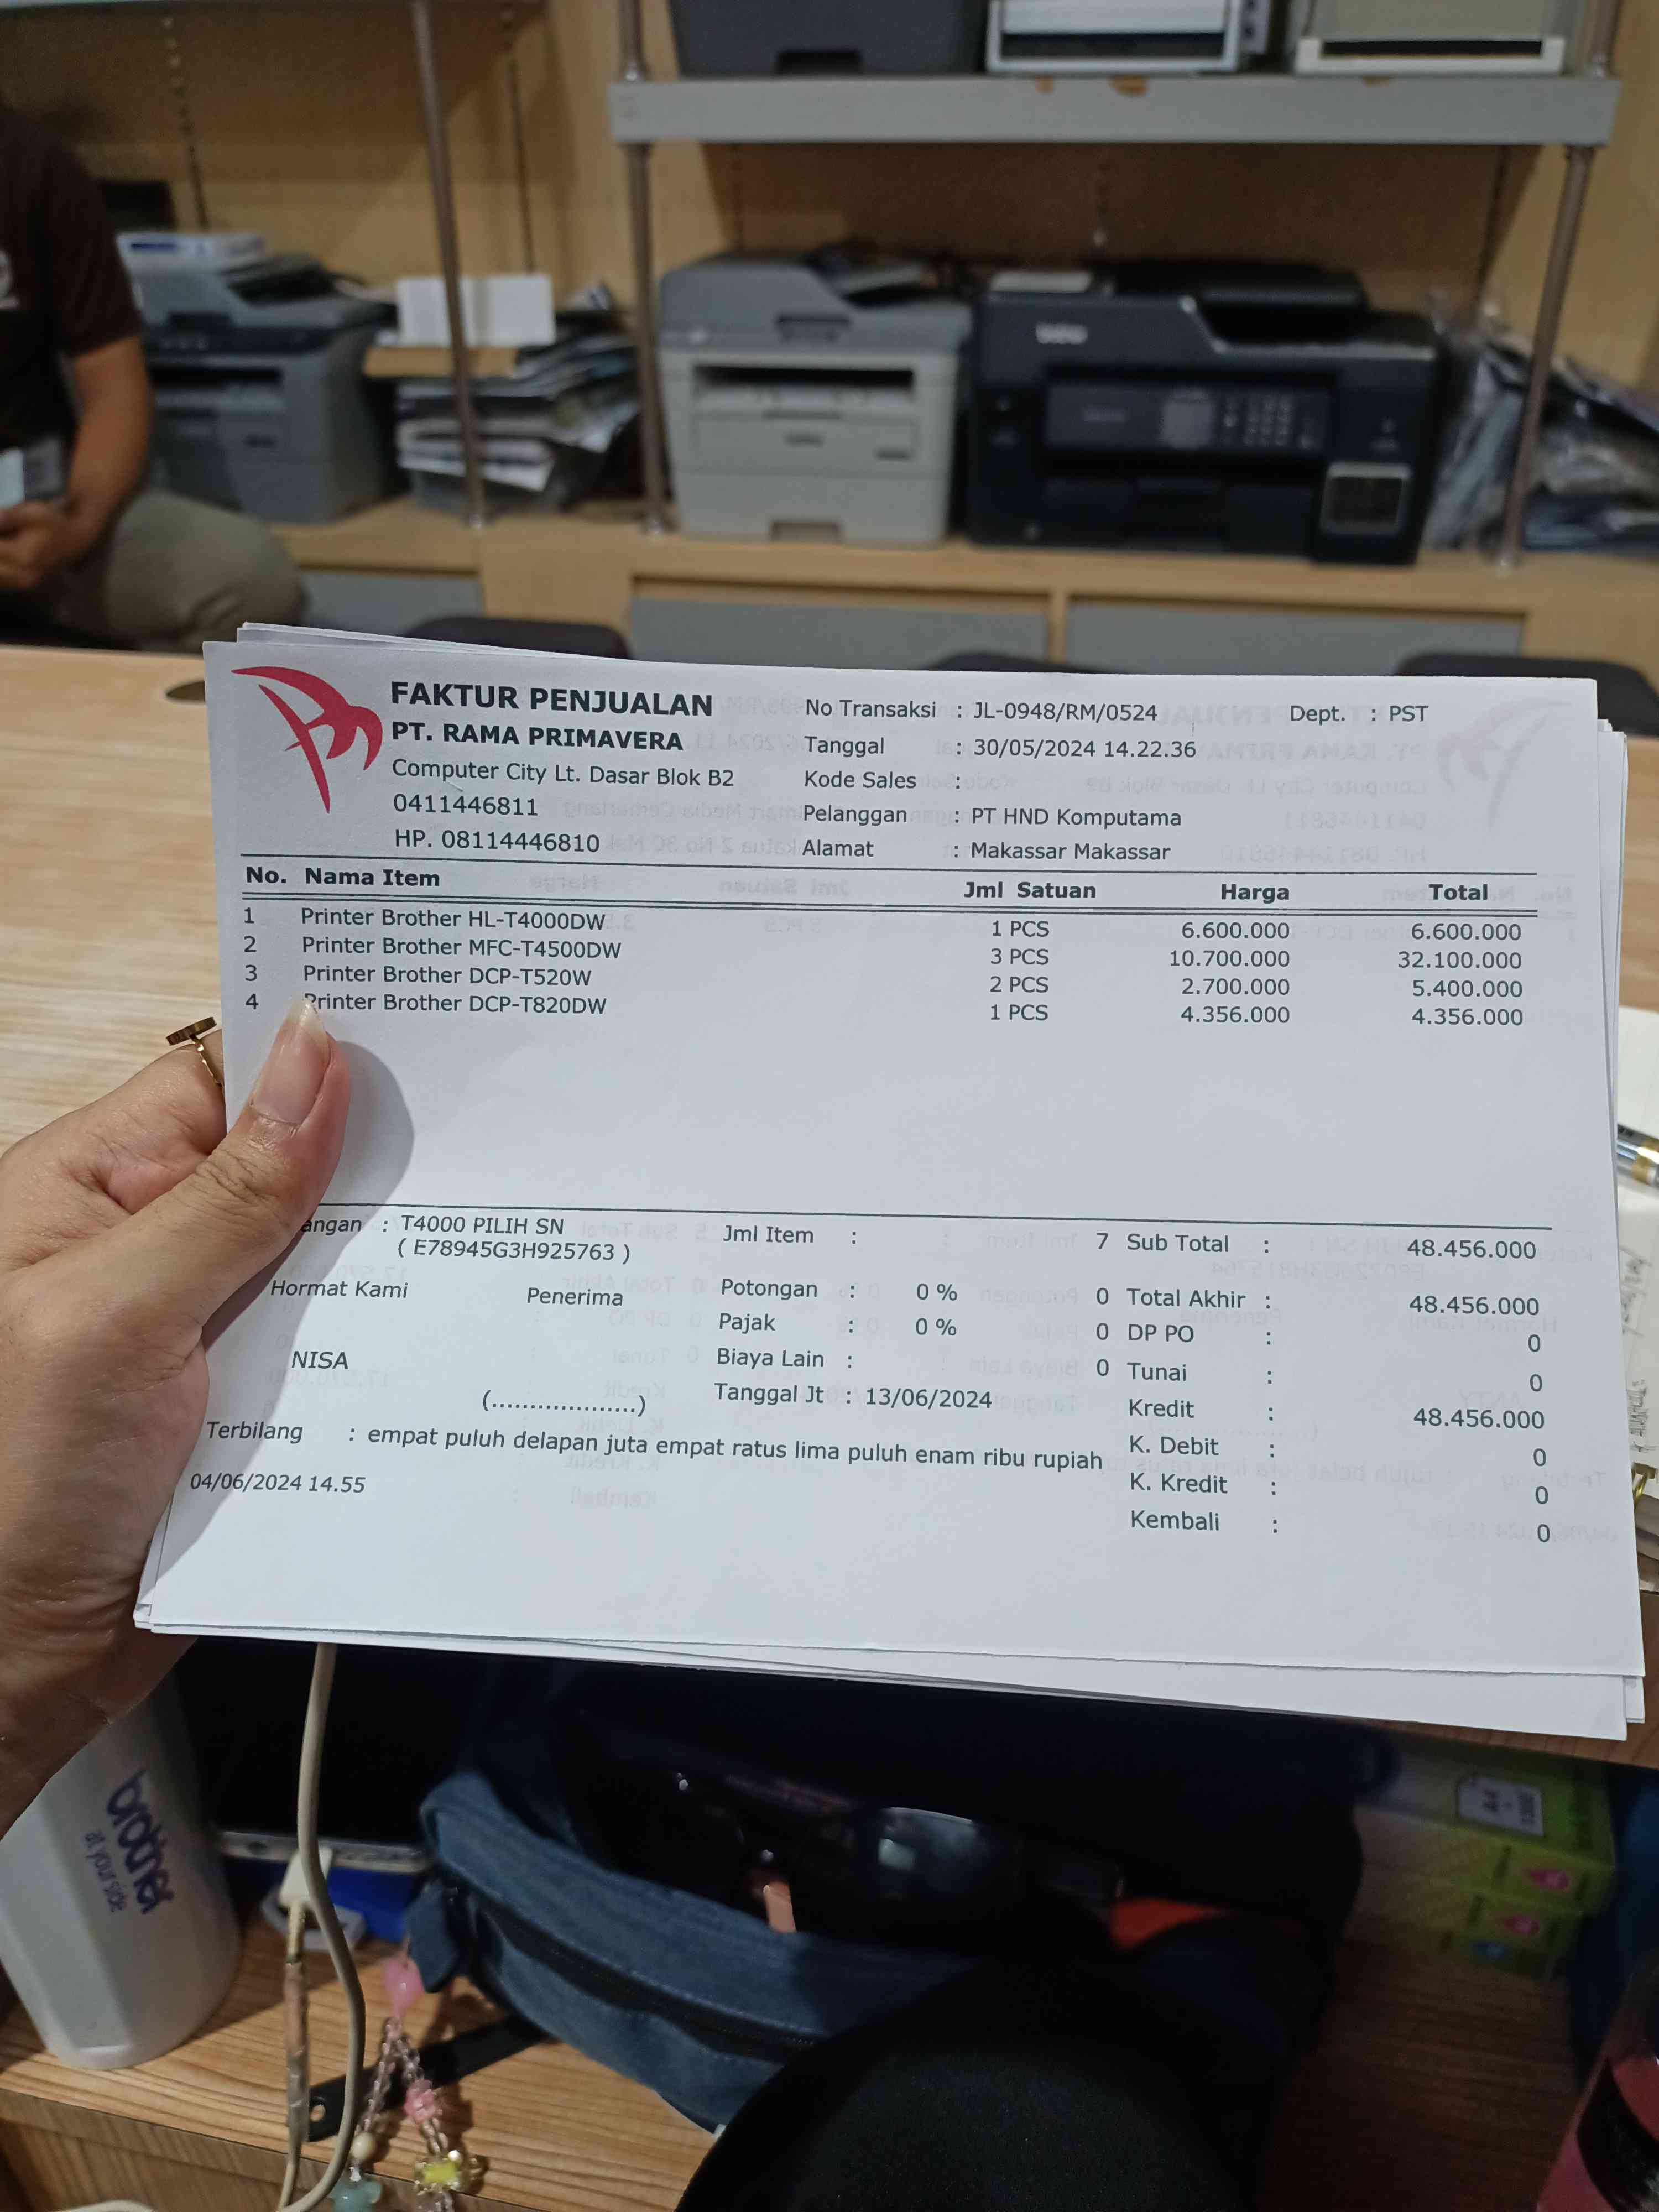 FAKTUR PENJUALAN
PT. RAMA PRIMAVERA
Computer City Lt. Dasar Blok B2
0411446811
HP. 08114446810
No Transaksi : JL-0948/RM/0524 Dept. : PST
Tanggal : 30/05/2024 14.22.36
Kode Sales :
Pelanggan : PT HND Komputama
Alamat : Makassar Makassar
No. Nama Item Jml Satuan Harga Total
1 Printer Brother HL-T4000DW 1 PCS 6.600.000 6.600.000
2 Printer Brother MFC-T4500DW 3 PCS 10.700.000 32.100.000
3 Printer Brother DCP-T520W 2 PCS 2.700.000 5.400.000
4 Printer Brother DCP-T820DW 1 PCS 4.356.000 4.356.000
angan : T4000 PILIH SN
( E78945G3H925763 )
Hormat Kami Penerima
NISA
(...................)
Jml Item : 7
Potongan : 0 % 0
Pajak : 0 % 0
Biaya Lain : 0
Tanggal Jt : 13/06/2024
Sub Total : 48.456.000
Total Akhir : 48.456.000
DP PO : 0
Tunai : 0
Kredit : 48.456.000
K. Debit : 0
K. Kredit : 0
Kembali : 0
Terbilang : empat puluh delapan juta empat ratus lima puluh enam ribu rupiah
04/06/2024 14.55
brother
at your side
A4